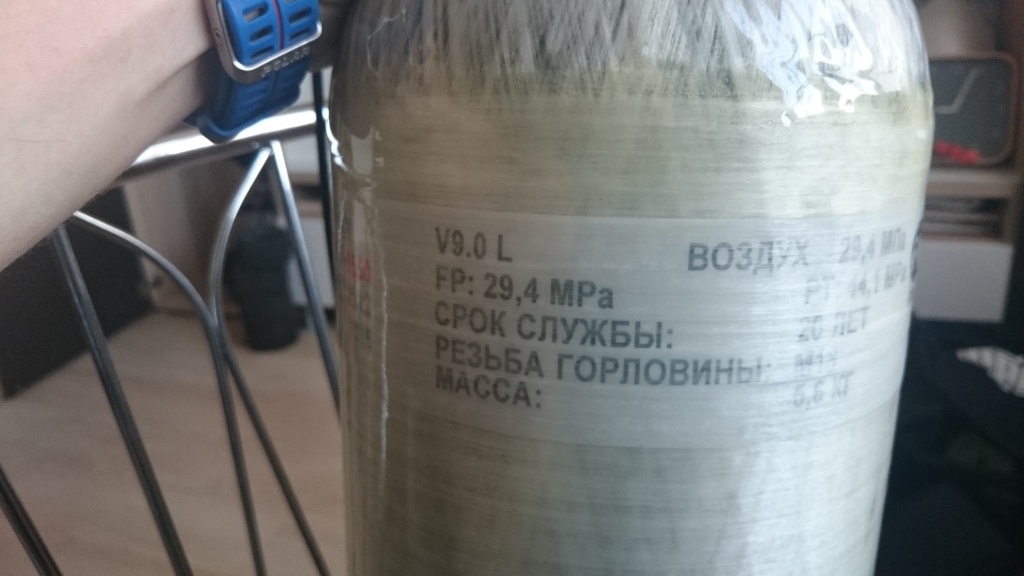 V9.0 L ВОЗДУХ 29,4 МПа
FP: 29,4 MPa PT: 44,1 MPa
СРОК СЛУЖБЫ: 20 ЛЕТ
РЕЗЬБА ГОРЛОВИНЫ:
МАССА: 5,6 КГ